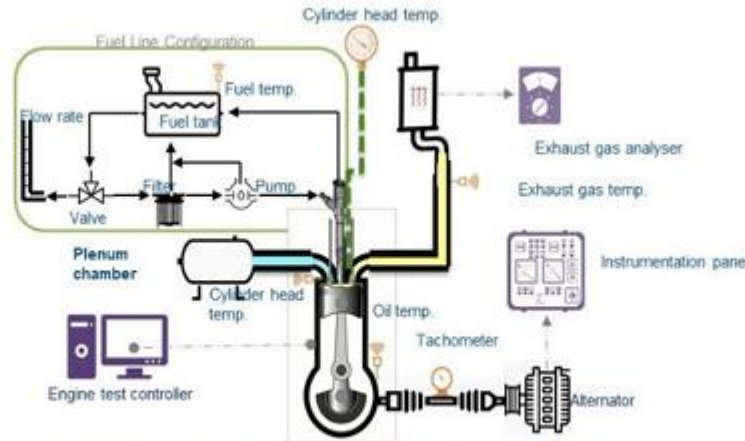 Cylinder head temp.
Fuel Line Configuration
Fuel temp.
Flow rate
Fuel tank
Exhaust gas analyser
Filter
Pump
Exhaust gas temp.
Valve
Plenum
chamber
Instrumentation pane
Cylinder head
temp.
Oil temp.
Tachometer
Engine test controller
Alternator